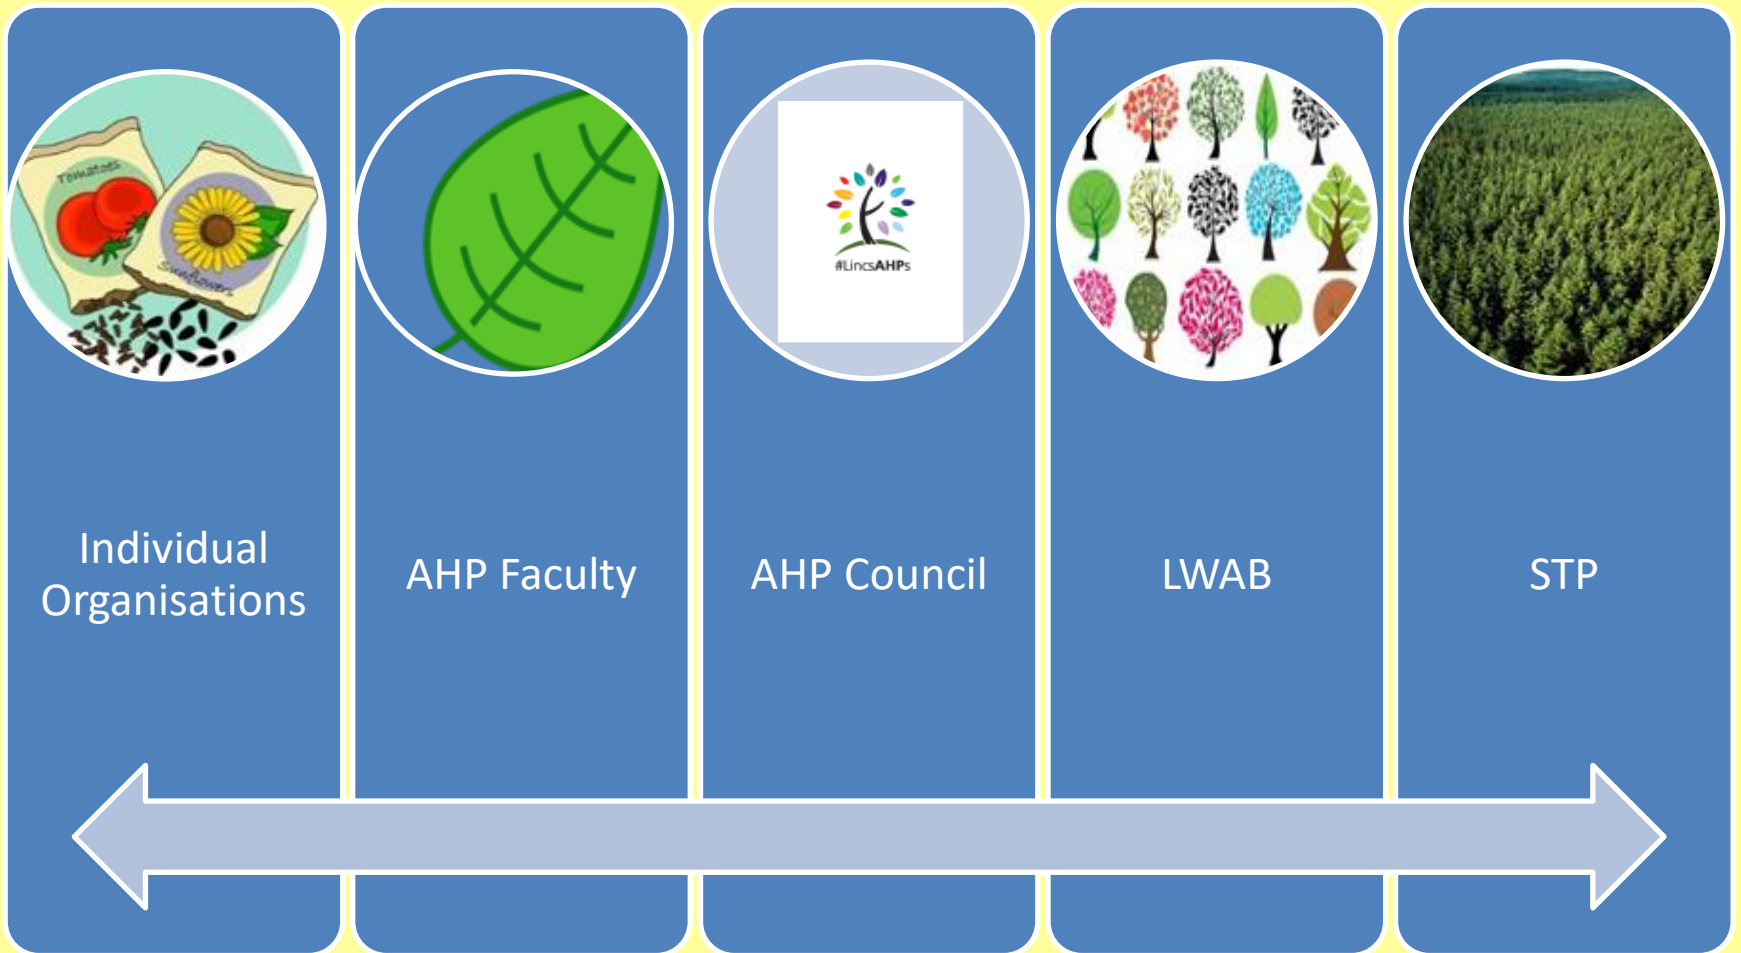 Tomatoes
Sunflowers
#LincsAHPs
Individual
Organisations
AHP Faculty
AHP Council
LWAB
STP